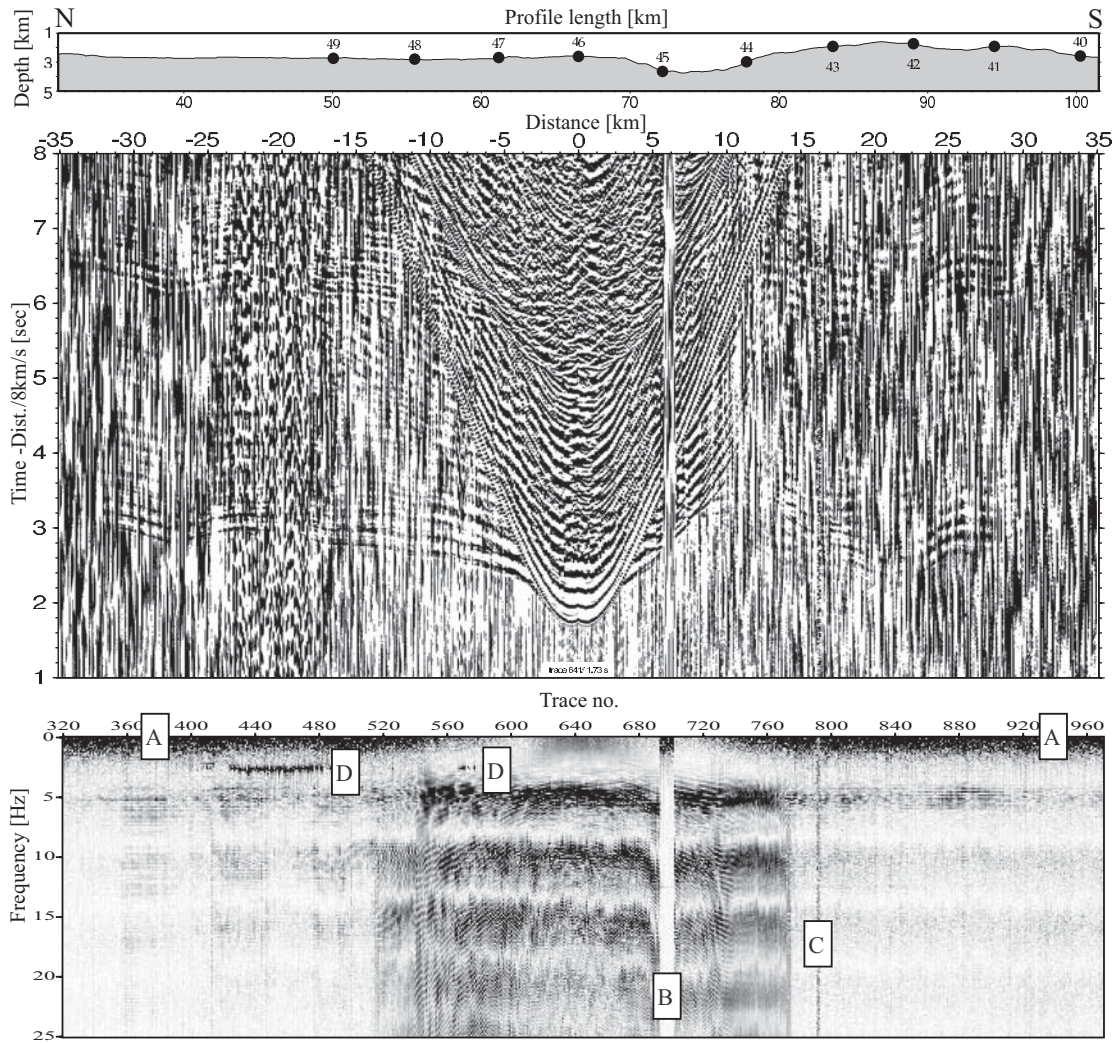 N Profile length [km] S
Depth [km]
1
3
5
49 48 47 46 45 44 43 42 41 40
40 50 60 70 80 90 100
Distance [km]
-35 -30 -25 -20 -15 -10 -5 0 5 10 15 20 25 30 35
Time -Dist./8km/s [sec]
8
7
6
5
4
3
2
1
trace 641/ 1.73 s
Trace no.
320 360 400 440 480 520 560 600 640 680 720 760 800 840 880 920 960
Frequency [Hz]
0
5
10
15
20
25
A A
D D
C
B